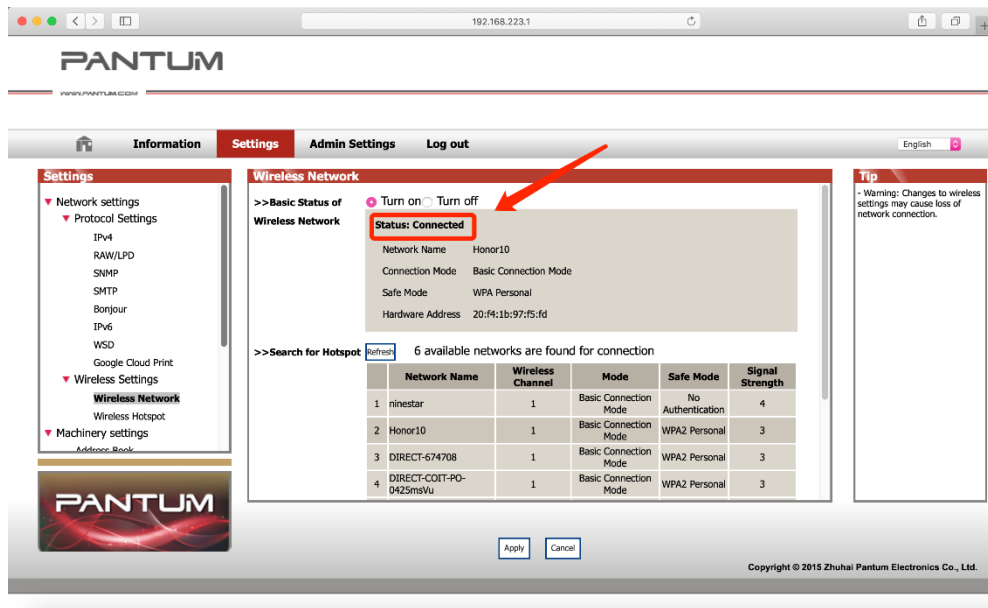 192.168.223.1
PANTUM
WWW.PANTUM.COM
Information Settings Admin Settings Log out English
Settings
Network settings
Protocol Settings
IPv4
RAW/LPD
SNMP
SMTP
Bonjour
IPv6
WSD
Google Cloud Print
Wireless Settings
Wireless Network
Wireless Hotspot
Machinery settings
Address Book
PANTUM
Wireless Network
>>Basic Status of Wireless Network
Turn on Turn off
Status: Connected
Network Name Honor10
Connection Mode Basic Connection Mode
Safe Mode WPA Personal
Hardware Address 20:f4:1b:97:f5:fd
>>Search for Hotspot Refresh 6 available networks are found for connection
Network Name Wireless Channel Mode Safe Mode Signal Strength
1 ninestar 1 Basic Connection Mode No Authentication 4
2 Honor10 1 Basic Connection Mode WPA2 Personal 3
3 DIRECT-674708 1 Basic Connection Mode WPA2 Personal 3
4 DIRECT-COIT-PO-0425msVu 1 Basic Connection Mode WPA2 Personal 3
Apply Cancel
Tip
- Warning: Changes to wireless
settings may cause loss of
network connection.
Copyright © 2015 Zhuhai Pantum Electronics Co., Ltd.